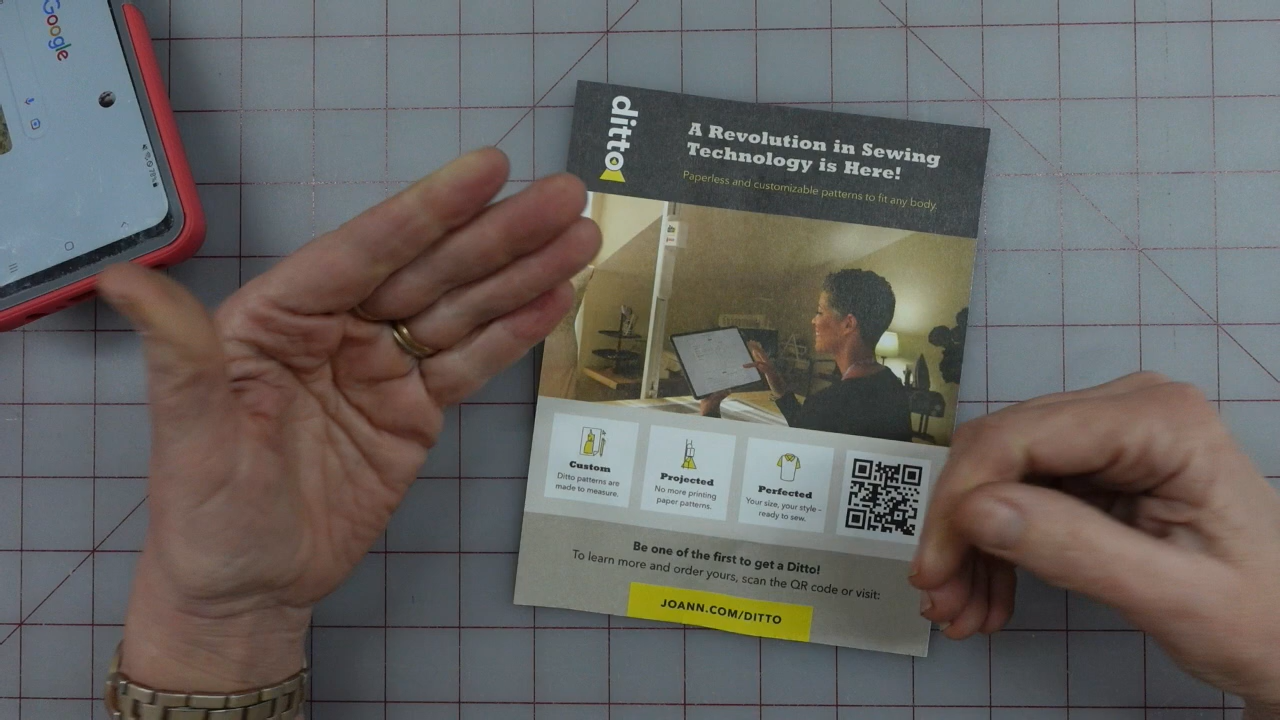 Google
ditto
A Revolution in Sewing
Technology is Here!
Paperless and customizable patterns to fit any body.
Custom
Ditto patterns are
made to measure.
Projected
No more printing
paper patterns.
Perfected
Your size, your style -
ready to sew.
Be one of the first to get a Ditto!
To learn more and order yours, scan the QR code or visit:
JOANN.COM/DITTO